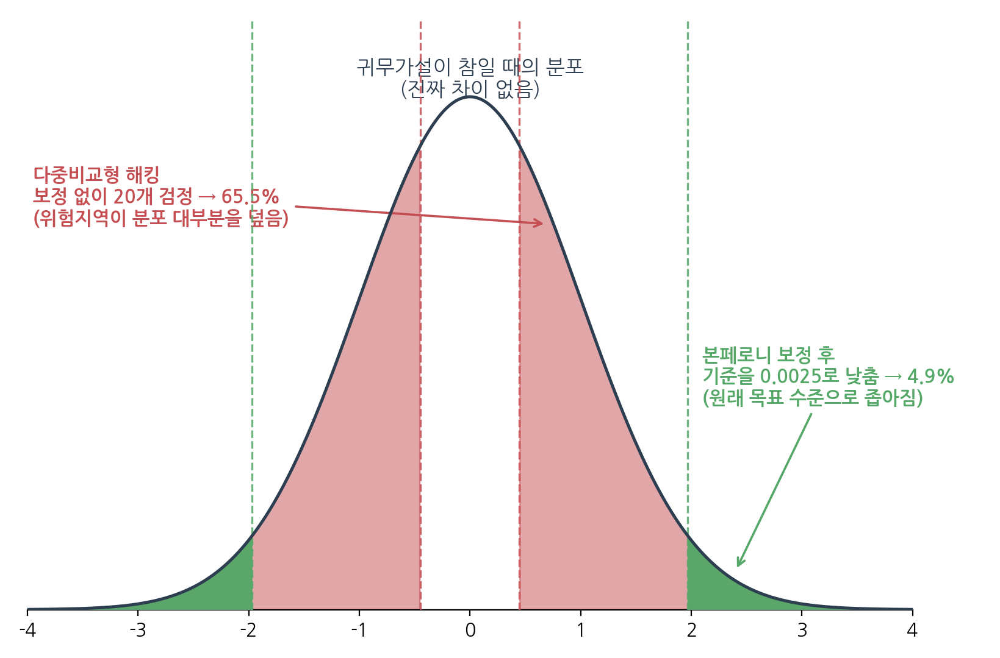 귀무가설이 참일 때의 분포
(진짜 차이 없음)
다중비교형 해킹
보정 없이 20개 검정 → 65.5%
(위험지역이 분포 대부분을 덮음)
본페로니 보정 후
기준을 0.0025로 낮춤 → 4.9%
(원래 목표 수준으로 좁아짐)
-4 -3 -2 -1 0 1 2 3 4